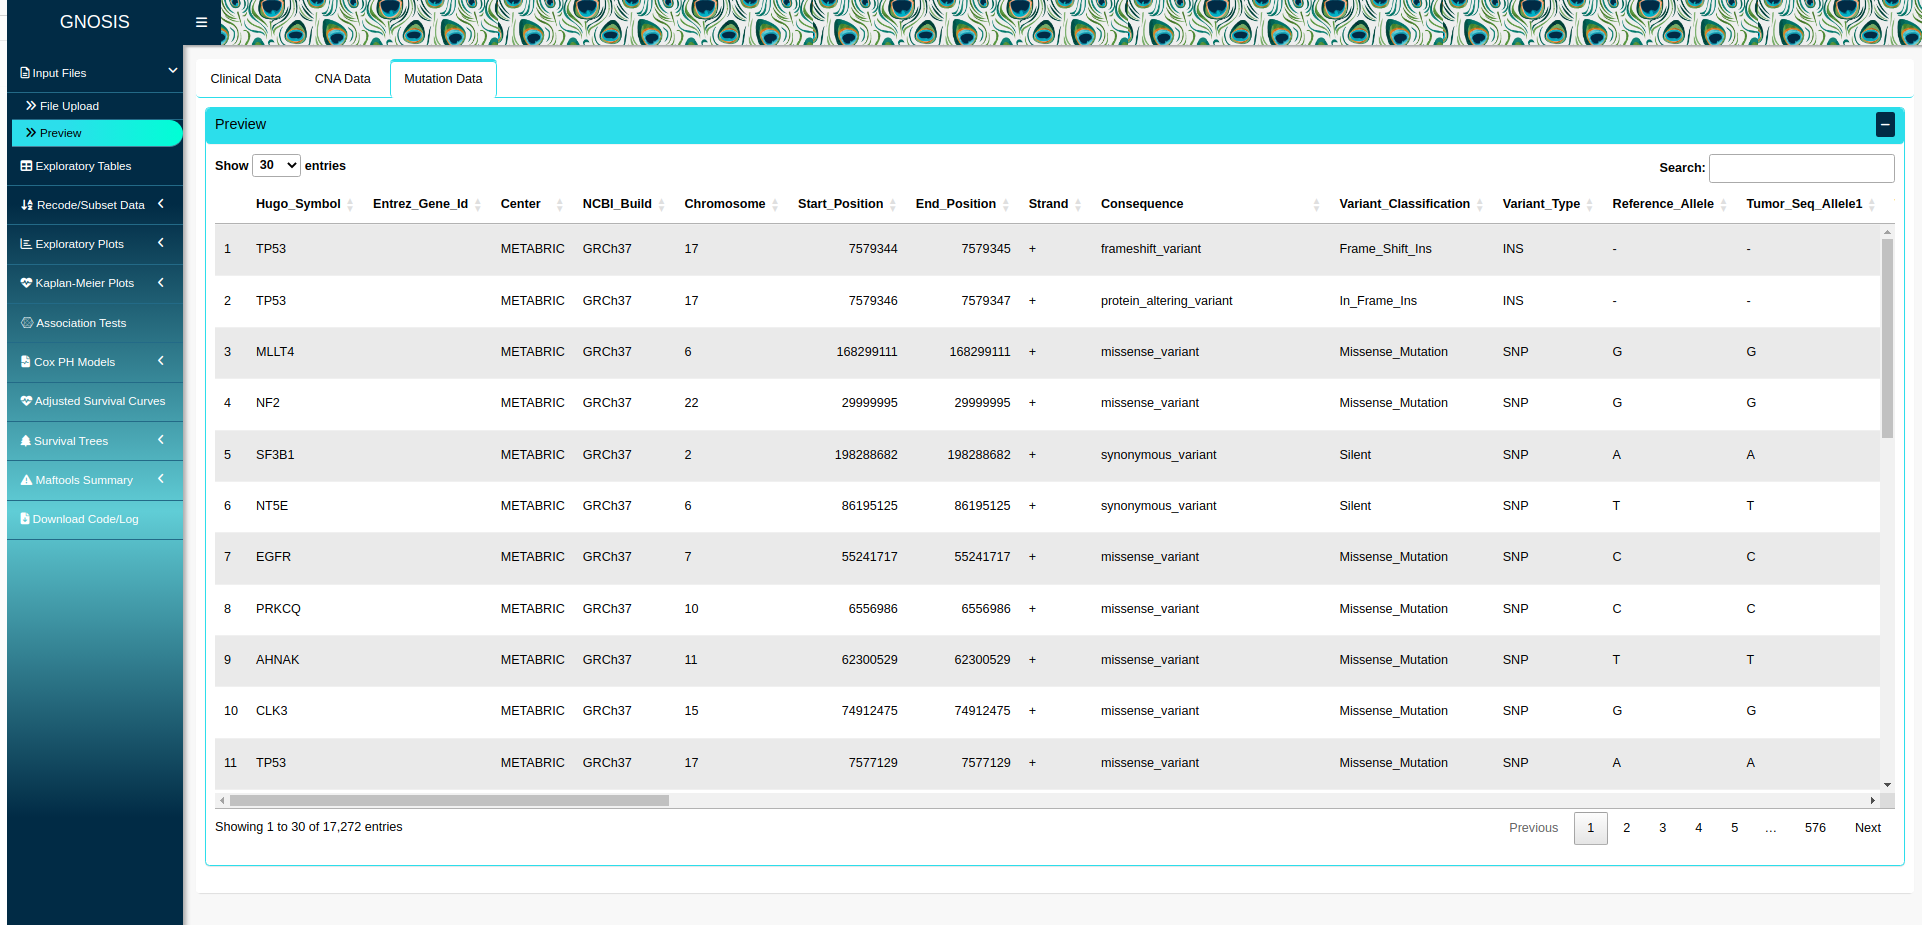 GNOSIS
Input Files
File Upload
Preview
Exploratory Tables
Recode/Subset Data
Exploratory Plots
Kaplan-Meier Plots
Association Tests
Cox PH Models
Adjusted Survival Curves
Survival Trees
Maftools Summary
Download Code/Log
Clinical Data CNA Data Mutation Data
Preview
Show 30 entries Search:
Hugo_Symbol Entrez_Gene_Id Center NCBI_Build Chromosome Start_Position End_Position Strand Consequence Variant_Classification Variant_Type Reference_Allele Tumor_Seq_Allele1
1 TP53 METABRIC GRCh37 17 7579344 7579345 + frameshift_variant Frame_Shift_Ins INS - -
2 TP53 METABRIC GRCh37 17 7579346 7579347 + protein_altering_variant In_Frame_Ins INS - -
3 MLLT4 METABRIC GRCh37 6 168299111 168299111 + missense_variant Missense_Mutation SNP G G
4 NF2 METABRIC GRCh37 22 29999995 29999995 + missense_variant Missense_Mutation SNP G G
5 SF3B1 METABRIC GRCh37 2 198288682 198288682 + synonymous_variant Silent SNP A A
6 NT5E METABRIC GRCh37 6 86195125 86195125 + synonymous_variant Silent SNP T T
7 EGFR METABRIC GRCh37 7 55241717 55241717 + missense_variant Missense_Mutation SNP C C
8 PRKCQ METABRIC GRCh37 10 6556986 6556986 + missense_variant Missense_Mutation SNP C C
9 AHNAK METABRIC GRCh37 11 62300529 62300529 + missense_variant Missense_Mutation SNP T T
10 CLK3 METABRIC GRCh37 15 74912475 74912475 + missense_variant Missense_Mutation SNP G G
11 TP53 METABRIC GRCh37 17 7577129 7577129 + missense_variant Missense_Mutation SNP A A
Showing 1 to 30 of 17,272 entries Previous 1 2 3 4 5 … 576 Next